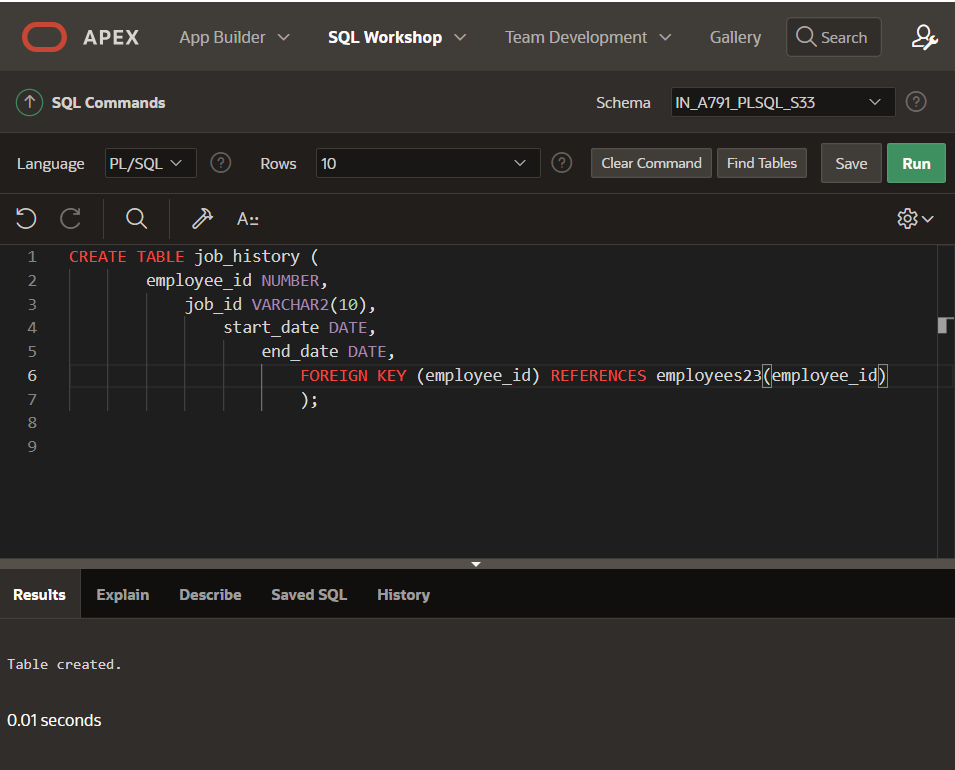 APEX App Builder SQL Workshop Team Development Gallery Search
SQL Commands Schema IN_A791_PLSQL_S33 ?
Language PL/SQL ? Rows 10 ? Clear Command Find Tables Save Run
A::
1 CREATE TABLE job_history (
2 employee_id NUMBER,
3 job_id VARCHAR2(10),
4 start_date DATE,
5 end_date DATE,
6 FOREIGN KEY (employee_id) REFERENCES employees23(employee_id)
7 );
8
9
Results Explain Describe Saved SQL History
Table created.
0.01 seconds